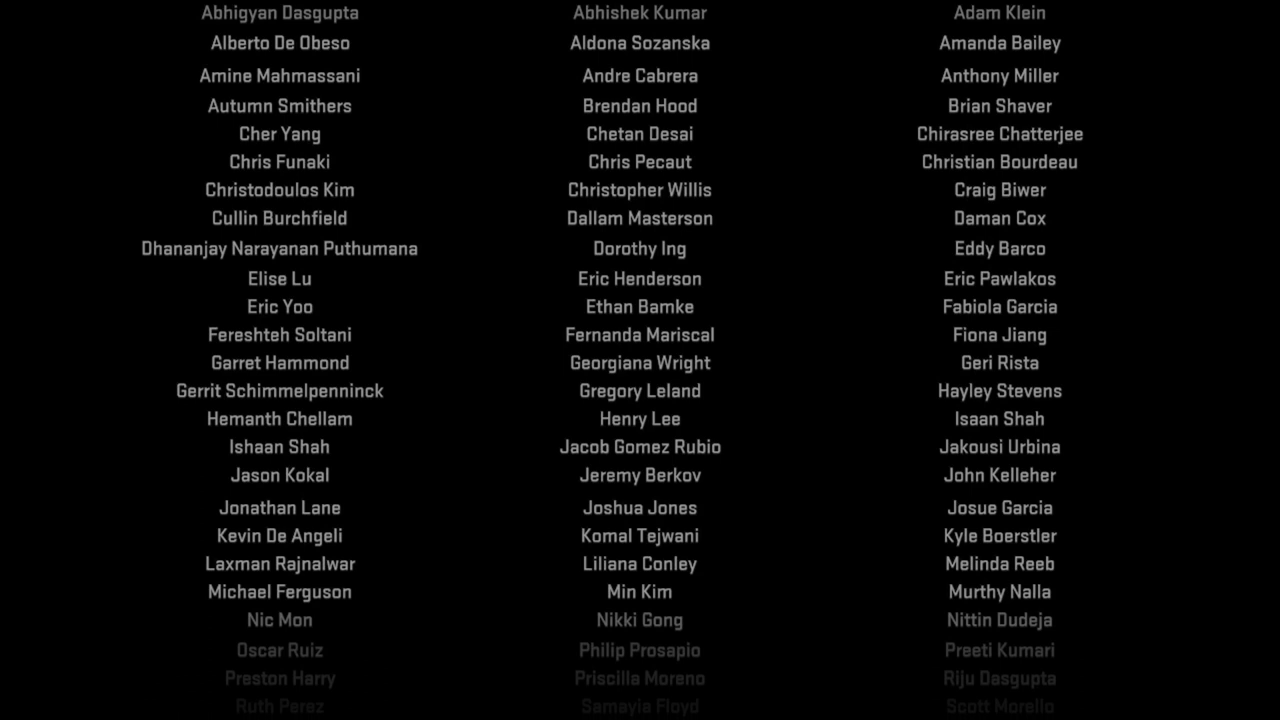 Abhigyan Dasgupta Abhishek Kumar Adam Klein
Alberto De Obeso Aldona Sozanska Amanda Bailey
Amine Mahmassani Andre Cabrera Anthony Miller
Autumn Smithers Brendan Hood Brian Shaver
Cher Yang Chetan Desai Chirasree Chatterjee
Chris Funaki Chris Pecaut Christian Bourdeau
Christodoulos Kim Christopher Willis Craig Biwer
Cullin Burchfield Dallam Masterson Daman Cox
Dhananjay Narayanan Puthumana Dorothy Ing Eddy Barco
Elise Lu Eric Henderson Eric Pawlakos
Eric Yoo Ethan Bamke Fabiola Garcia
Fereshteh Soltani Fernanda Mariscal Fiona Jiang
Garret Hammond Georgiana Wright Geri Rista
Gerrit Schimmelpenninck Gregory Leland Hayley Stevens
Hemanth Chellam Henry Lee Isaan Shah
Ishaan Shah Jacob Gomez Rubio Jakousi Urbina
Jason Kokal Jeremy Berkov John Kelleher
Jonathan Lane Joshua Jones Josue Garcia
Kevin De Angeli Komal Tejwani Kyle Boerstler
Laxman Rajnalwar Liliana Conley Melinda Reeb
Michael Ferguson Min Kim Murthy Nalla
Nic Mon Nikki Gong Nittin Dudeja
Oscar Ruiz Philip Prosapio Preeti Kumari
Preston Harry Priscilla Moreno Riju Dasgupta
Ruth Perez Samayia Floyd Scott Morello